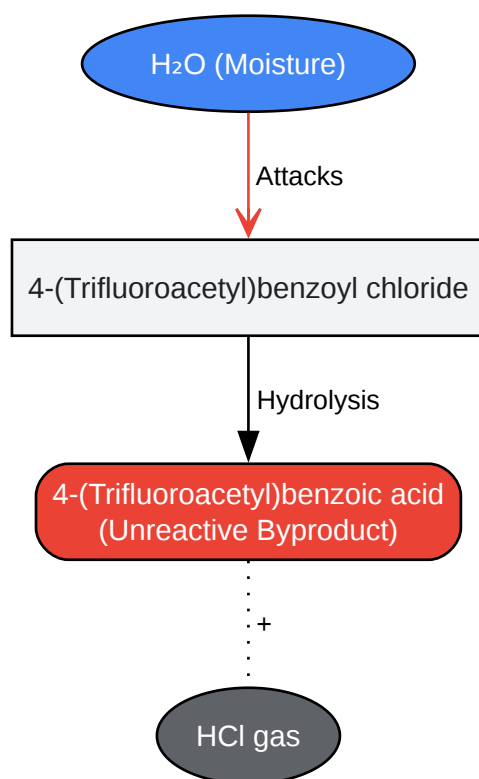 H₂O (Moisture)
Attacks
4-(Trifluoroacetyl)benzoyl chloride
Hydrolysis
4-(Trifluoroacetyl)benzoic acid
(Unreactive Byproduct)
+
HCl gas